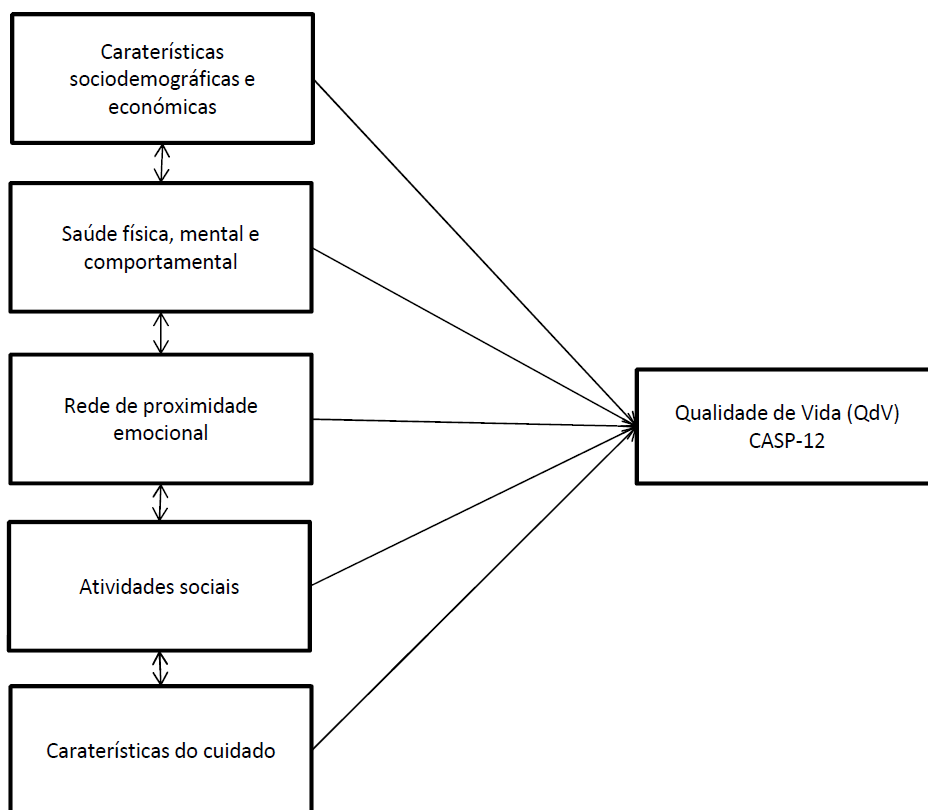 Caraterísticas
sociodemográficas e
económicas
Saúde física, mental e
comportamental
Rede de proximidade
emocional
Atividades sociais
Caraterísticas do cuidado
Qualidade de Vida (QdV)
CASP-12